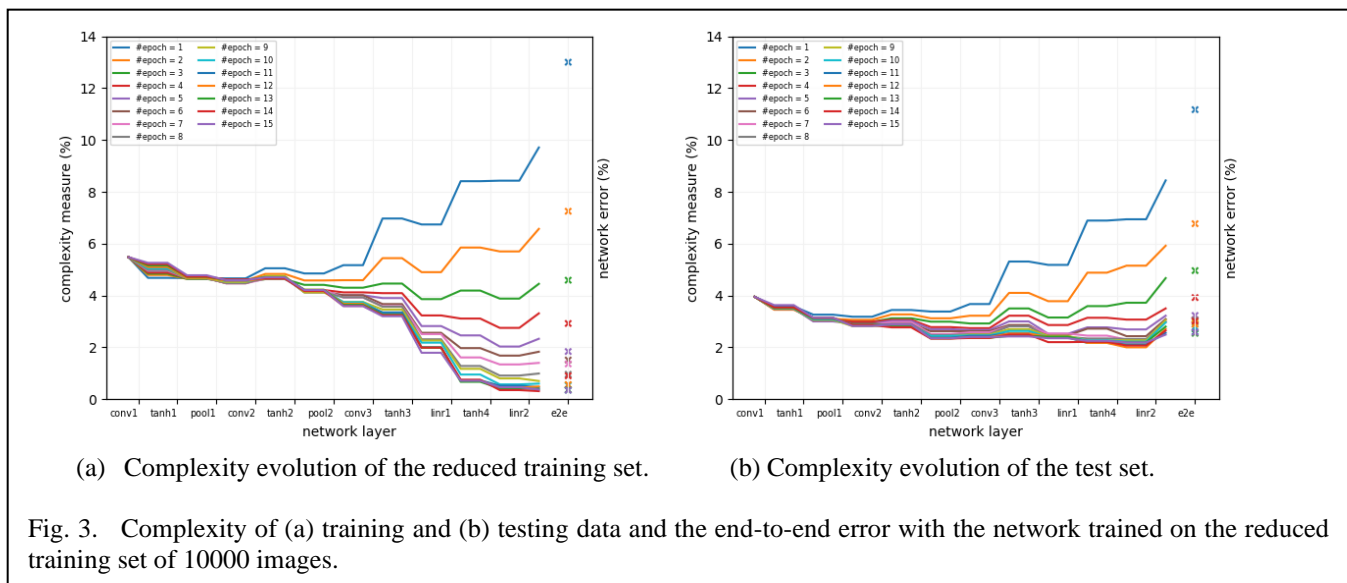 14
12
10
8
6
4
2
0
complexity measure (%)
#epoch = 1
#epoch = 2
#epoch = 3
#epoch = 4
#epoch = 5
#epoch = 6
#epoch = 7
#epoch = 8
#epoch = 9
#epoch = 10
#epoch = 11
#epoch = 12
#epoch = 13
#epoch = 14
#epoch = 15
network error (%)
conv1 tanh1 pool1 conv2 tanh2 pool2 conv3 tanh3 linr1 tanh4 linr2 e2e
network layer
(a) Complexity evolution of the reduced training set.
14
12
10
8
6
4
2
0
complexity measure (%)
#epoch = 1
#epoch = 2
#epoch = 3
#epoch = 4
#epoch = 5
#epoch = 6
#epoch = 7
#epoch = 8
#epoch = 9
#epoch = 10
#epoch = 11
#epoch = 12
#epoch = 13
#epoch = 14
#epoch = 15
network error (%)
conv1 tanh1 pool1 conv2 tanh2 pool2 conv3 tanh3 linr1 tanh4 linr2 e2e
network layer
(b) Complexity evolution of the test set.
Fig. 3. Complexity of (a) training and (b) testing data and the end-to-end error with the network trained on the reduced
training set of 10000 images.